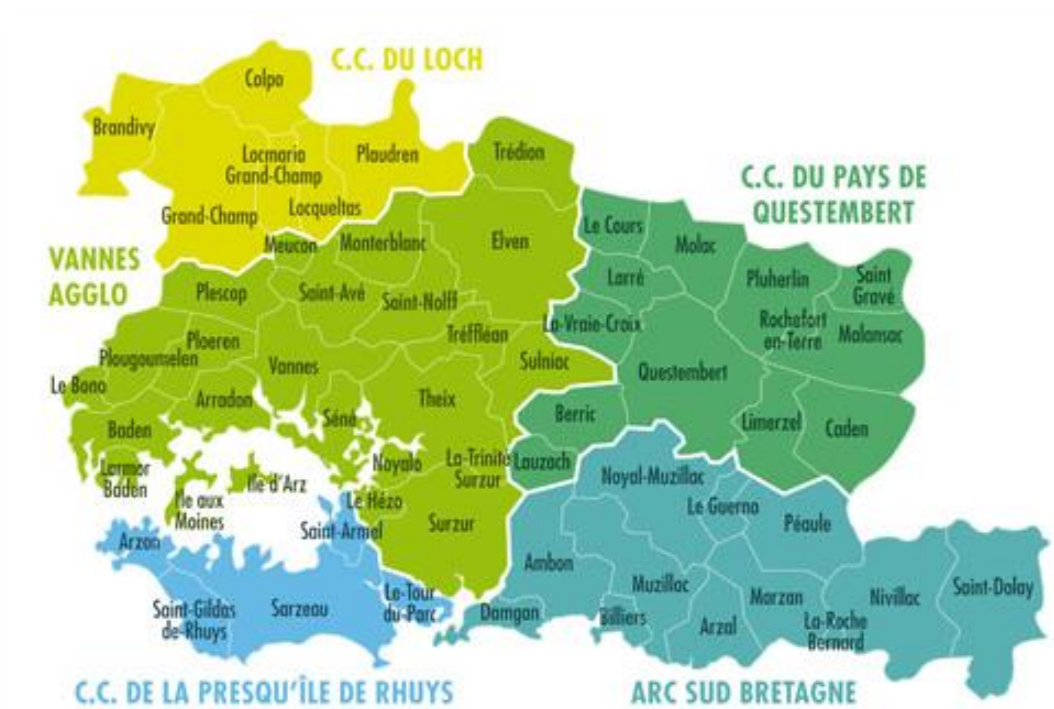 C.C. DU LOCH
Colpo
Brandivy
Locmaria
Grand-Champ
Plaudren
Grand-Champ
Locqueltas
VANNES
AGGLO
Trédion
Meucon
Monterblanc
Elven
Plescop
Saint-Avé
Saint-Nolff
Ploeren
Plougoumelen
Tréffléan
Vannes
Sulniac
Le Bono
Arradon
Theix
Baden
Séné
Larmor
Baden
Noyalo
La-Trinité
Surzur
Ile aux
Moines
Ile d'Arz
Le Hézo
Surzur
C.C. DU PAYS DE
QUESTEMBERT
Le Cours
Molac
Larré
Pluherlin
Saint
Gravé
La-Vraie-Croix
Rochefort
en-Terre
Malansac
Questembert
Berric
Limerzel
Caden
Lauzach
Noyal-Muzillac
Le Guerno
Péaule
Ambon
Muzillac
Marzan
Nivillac
Saint-Dolay
Damgan
Billiers
Arzal
La-Roche
Bernard
ARC SUD BRETAGNE
Saint-Armel
Arzon
Saint-Gildas
de-Rhuys
Sarzeau
Le-Tour
du-Parc
C.C. DE LA PRESQU'ÎLE DE RHUYS